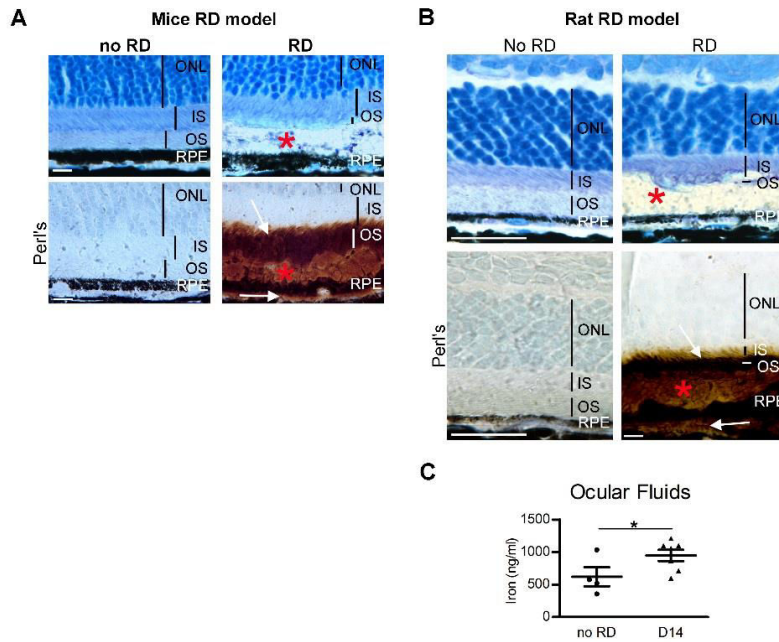 A
Mice RD model
no RD
RD
ONL
IS
OS
RPE
ONL
IS
OS
RPE
Perl's
ONL
IS
OS
RPE
ONL
IS
OS
RPE
B
Rat RD model
No RD
RD
ONL
IS
OS
RPE
ONL
IS
OS
RPE
Perl's
ONL
IS
OS
RPE
ONL
IS
OS
RPE
C
Ocular Fluids
*
Iron (ng/ml)
1500
1000
500
0
no RD
D14